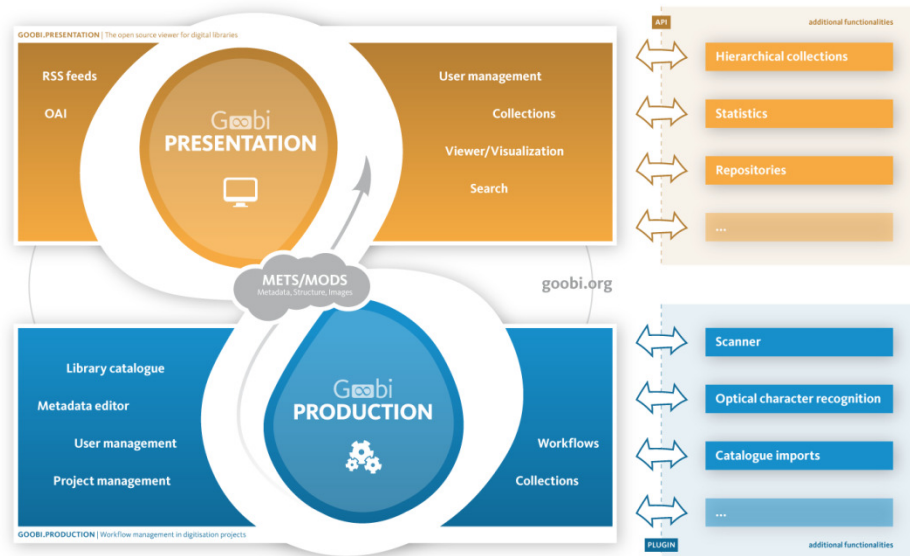 GOOBI.PRESENTATION | The open source viewer for digital libraries
RSS feeds
OAI
Goobi
PRESENTATION
User management
Collections
Viewer/Visualization
Search
API
additional functionalities
Hierarchical collections
Statistics
Repositories
...
METS/MODS
Metadata, Structure, Images
goobi.org
Library catalogue
Metadata editor
User management
Project management
Goobi
PRODUCTION
Workflows
Collections
GOOBI.PRODUCTION | Workflow management in digitisation projects
Scanner
Optical character recognition
Catalogue imports
...
PLUGIN
additional functionalities